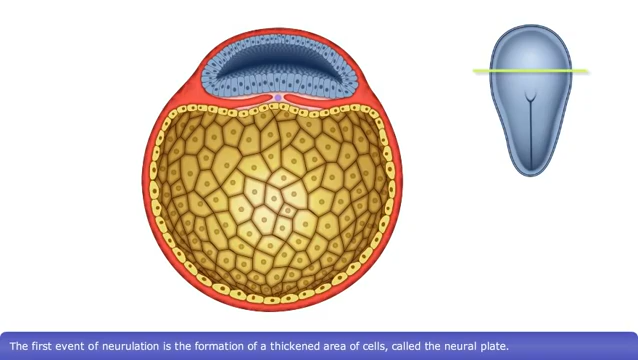 The first event of neurulation is the formation of a thickened area of cells, called the neural plate.